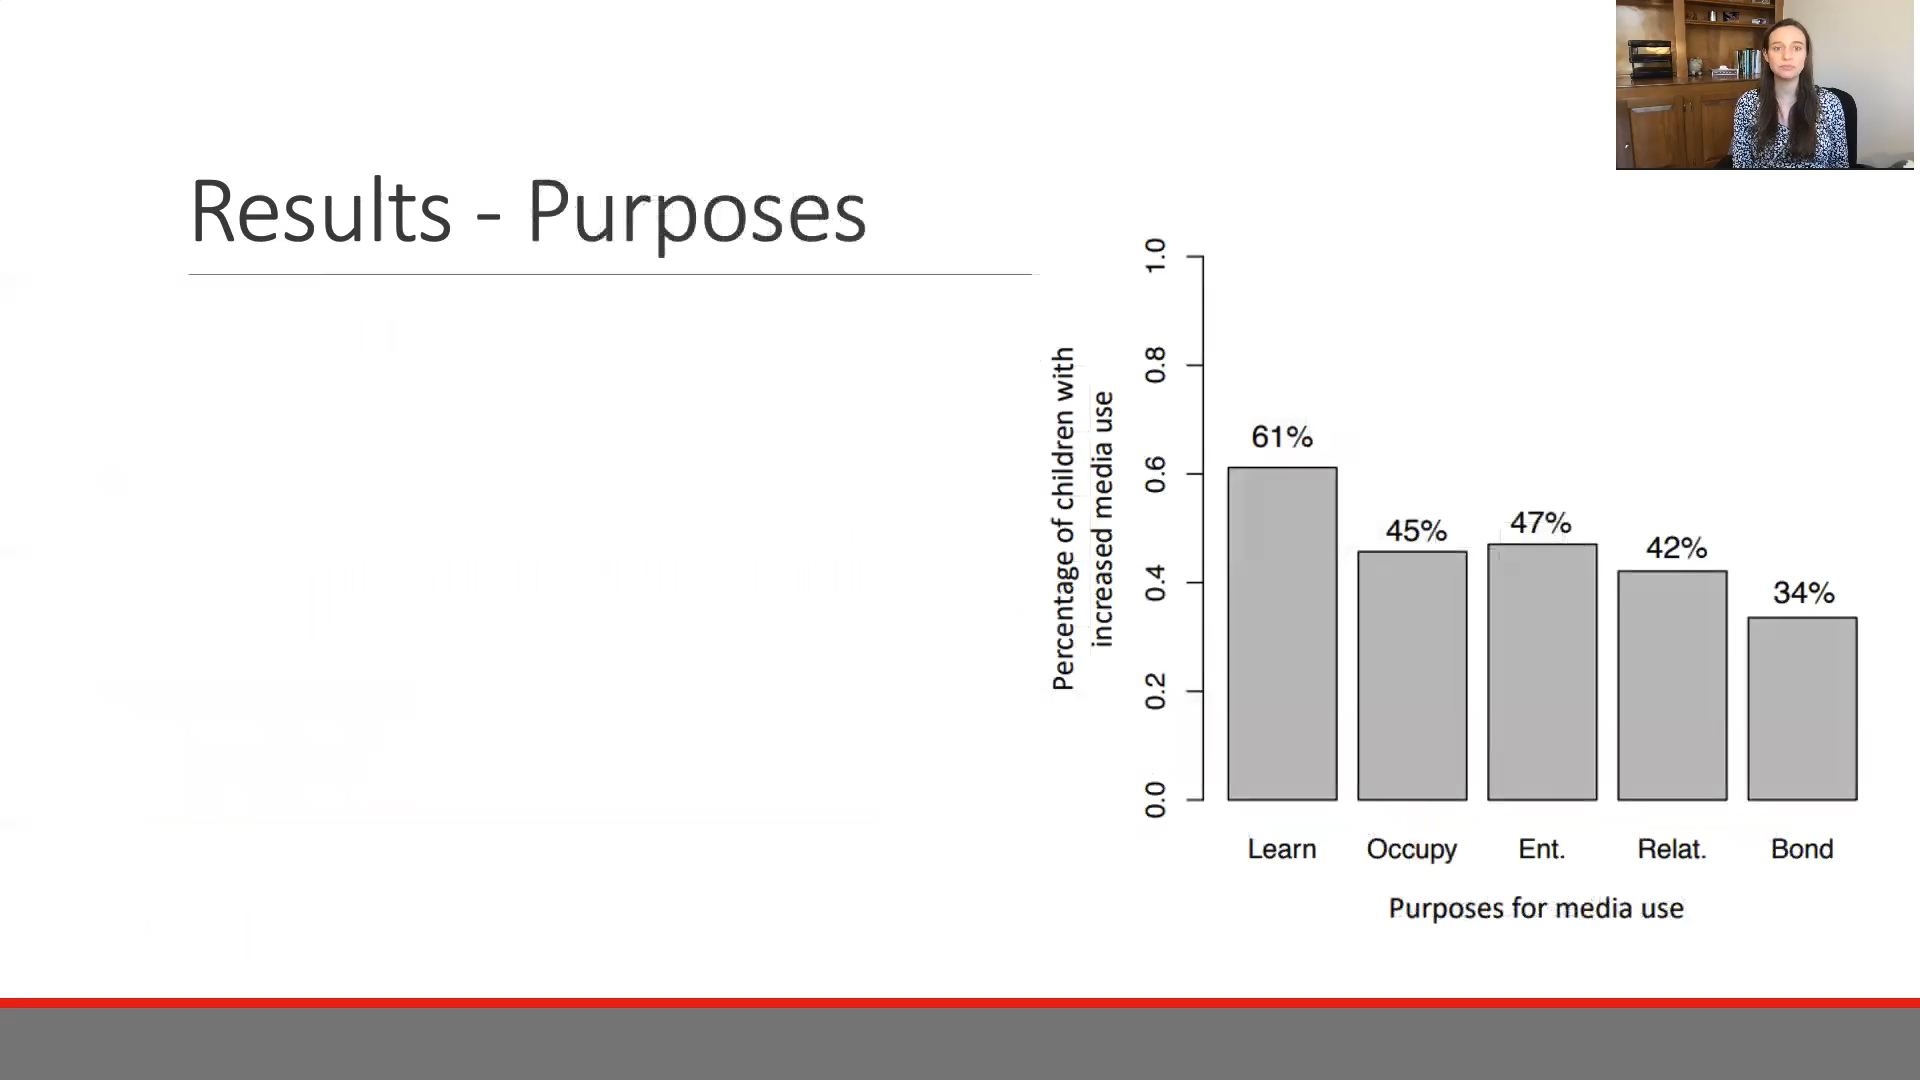 Results - Purposes
Percentage of children with
increased media use
1.0
0.8
0.6
0.4
0.2
0.0
61%
45%
47%
42%
34%
Learn
Occupy
Ent.
Relat.
Bond
Purposes for media use